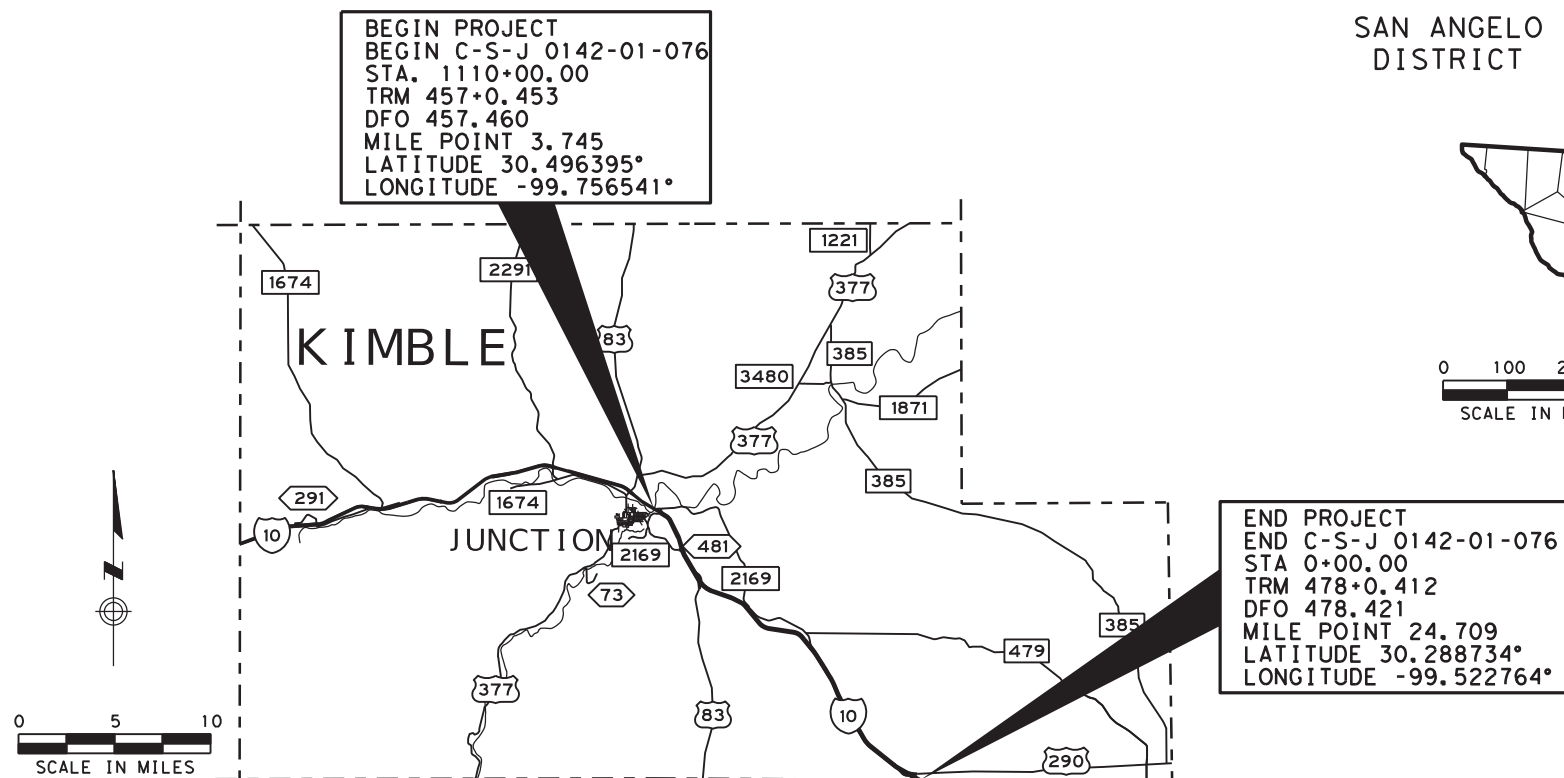 BEGIN PROJECT
BEGIN C-S-J 0142-01-076
STA. 1110+00.00
TRM 457+0.453
DFO 457.460
MILE POINT 3.745
LATITUDE 30.496395°
LONGITUDE -99.756541°
SAN ANGELO
DISTRICT
1221
1674
2291
377
83
KIMBLE
385
3480
1871
377
0 100
SCALE IN
385
291
1674
10
JUNCTION
2169
481
2169
73
END PROJECT
END C-S-J 0142-01-076
STA 0+00.00
TRM 478+0.412
DFO 478.421
MILE POINT 24.709
LATITUDE 30.288734°
LONGITUDE -99.522764°
N
385
479
377
83
10
290
0 5 10
SCALE IN MILES